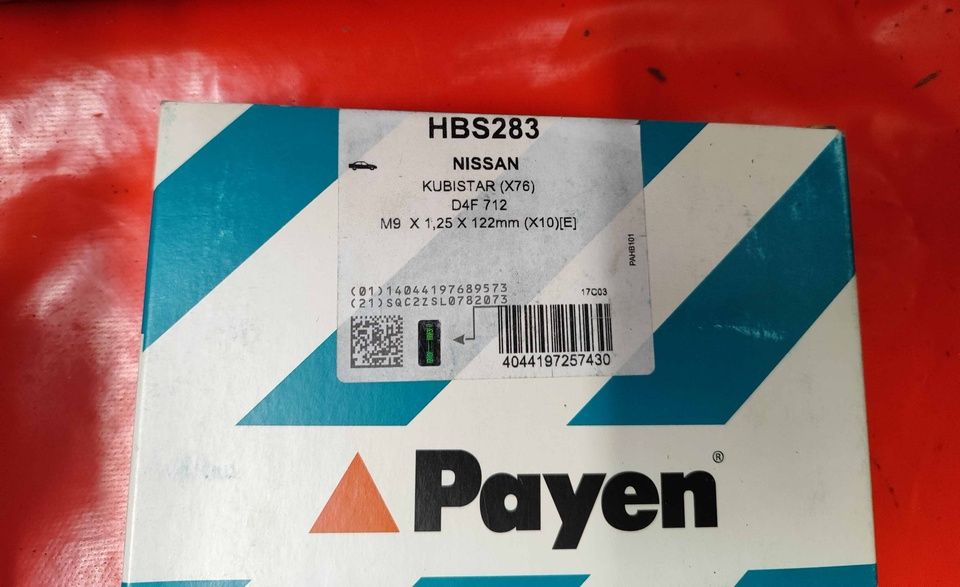 HBS283
NISSAN
KUBISTAR (X76)
D4F 712
M9 X 1,25 X 122mm (X10)[E]
PAHB101
(01)14044197689573
(21)SQC2ZSL0782073
17C03
4044197257430
Payen®